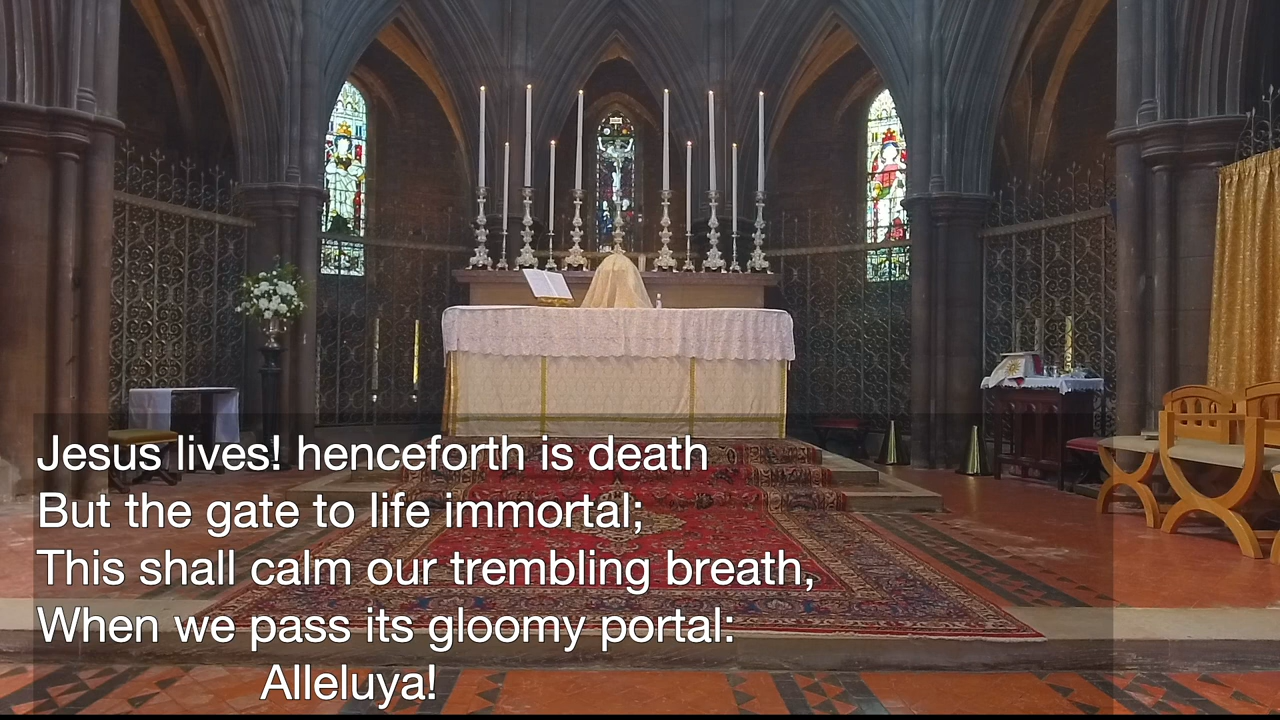 Jesus lives! henceforth is death
But the gate to life immortal;
This shall calm our trembling breath,
When we pass its gloomy portal:
Alleluya!